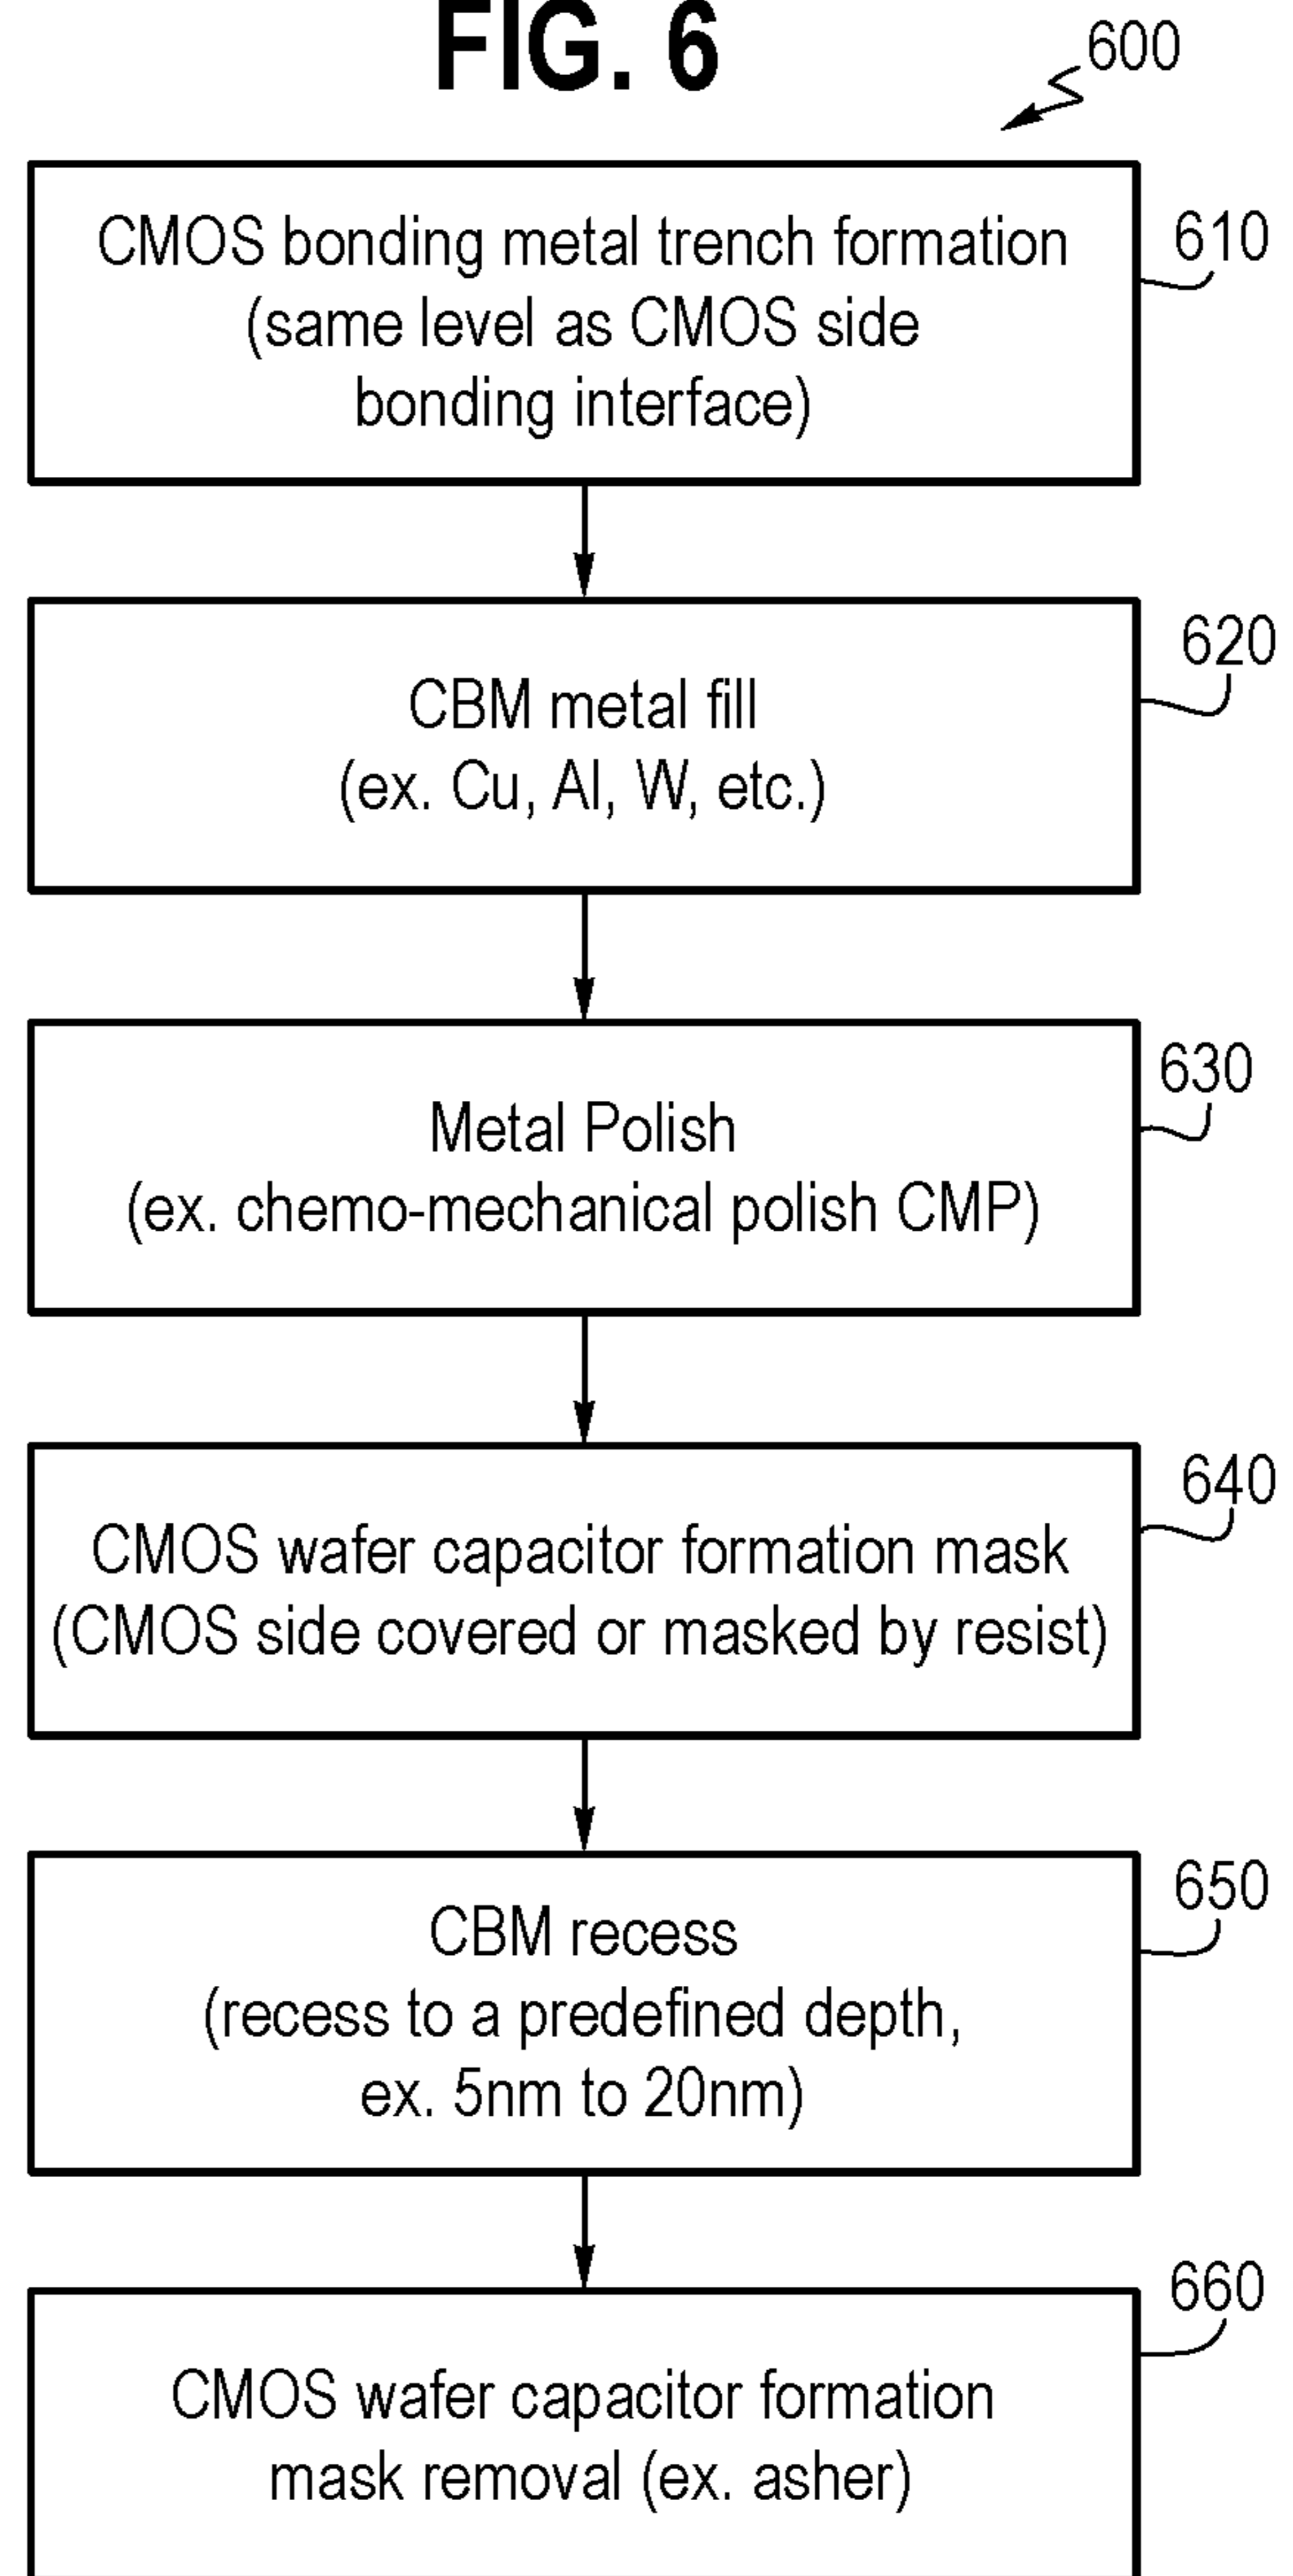 FIG. 6
600
CMOS bonding metal trench formation
(same level as CMOS side
bonding interface)
610
CBM metal fill
(ex. Cu, Al, W, etc.)
620
Metal Polish
(ex. chemo-mechanical polish CMP)
630
CMOS wafer capacitor formation mask
(CMOS side covered or masked by resist)
640
CBM recess
(recess to a predefined depth,
ex. 5nm to 20nm)
650
CMOS wafer capacitor formation
mask removal (ex. asher)
660